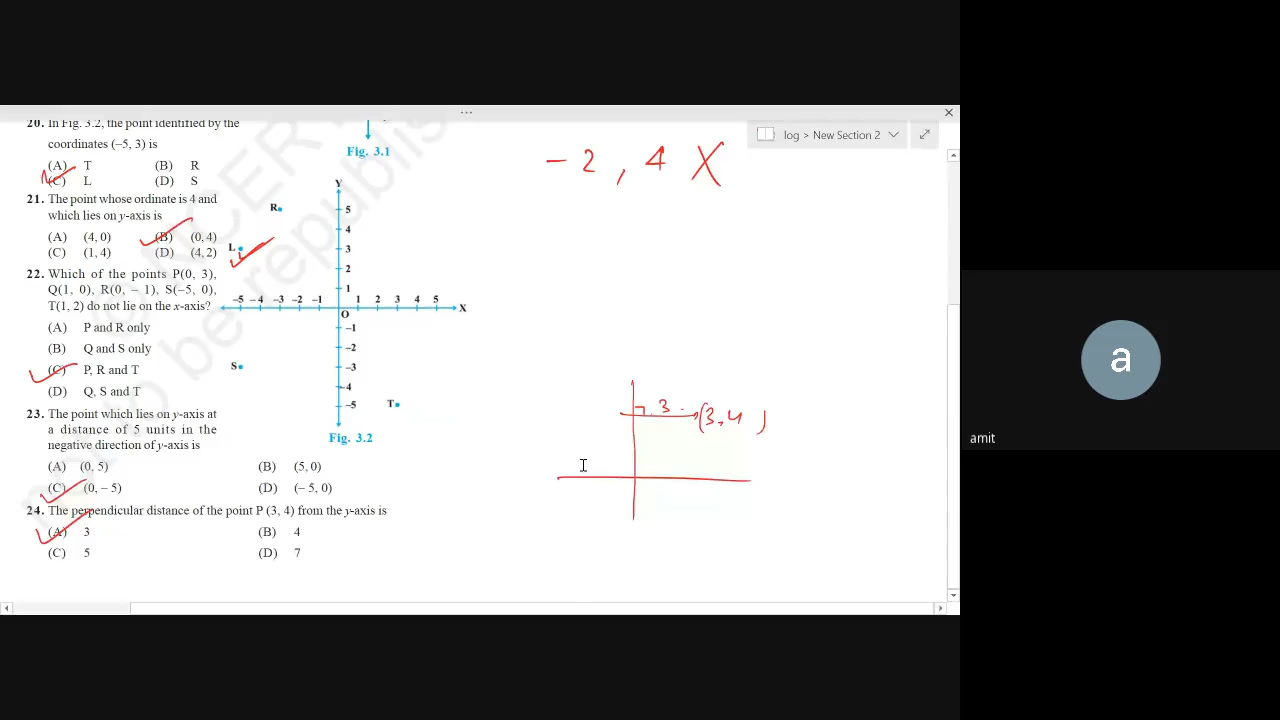 log > New Section 2
20. In Fig. 3.2, the point identified by the
coordinates (–5, 3) is
(A) T (B) R
(C) L (D) S
21. The point whose ordinate is 4 and
which lies on y-axis is
(A) (4, 0) (B) (0, 4)
(C) (1, 4) (D) (4, 2)
22. Which of the points P(0, 3),
Q(1, 0), R(0, – 1), S(–5, 0),
T(1, 2) do not lie on the x-axis?
(A) P and R only
(B) Q and S only
(C) P, R and T
(D) Q, S and T
23. The point which lies on y-axis at
a distance of 5 units in the
negative direction of y-axis is
(A) (0, 5) (B) (5, 0)
(C) (0, – 5) (D) (– 5, 0)
24. The perpendicular distance of the point P (3, 4) from the y-axis is
(A) 3 (B) 4
(C) 5 (D) 7
Fig. 3.1
Y
R
5
4
L
3
2
1
–5 –4 –3 –2 –1 1 2 3 4 5 X
O
–1
–2
S
–3
–4
T
–5
Fig. 3.2
© NCERT
not to be republis
– 2 , 4 X
3
(3, 4 )
a
amit